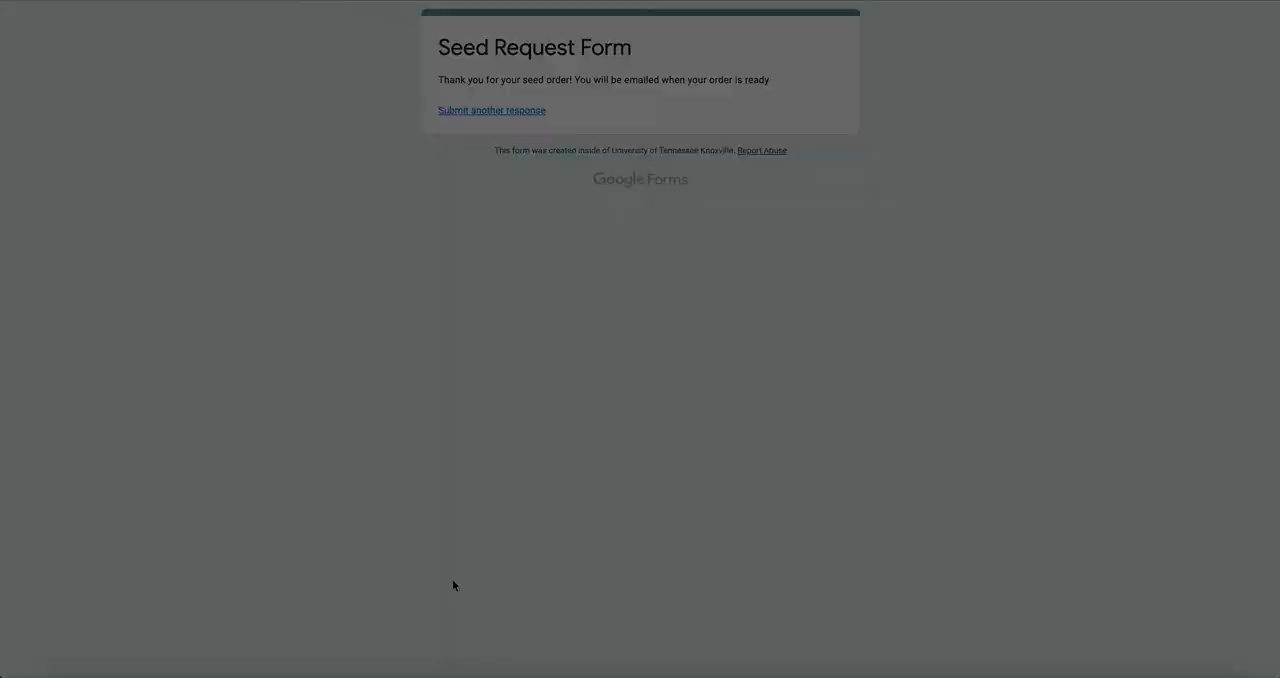 Seed Request Form
Thank you for your seed order! You will be emailed when your order is ready
Submit another response
This form was created inside of University of Tennessee Knoxville. Report Abuse
Google Forms